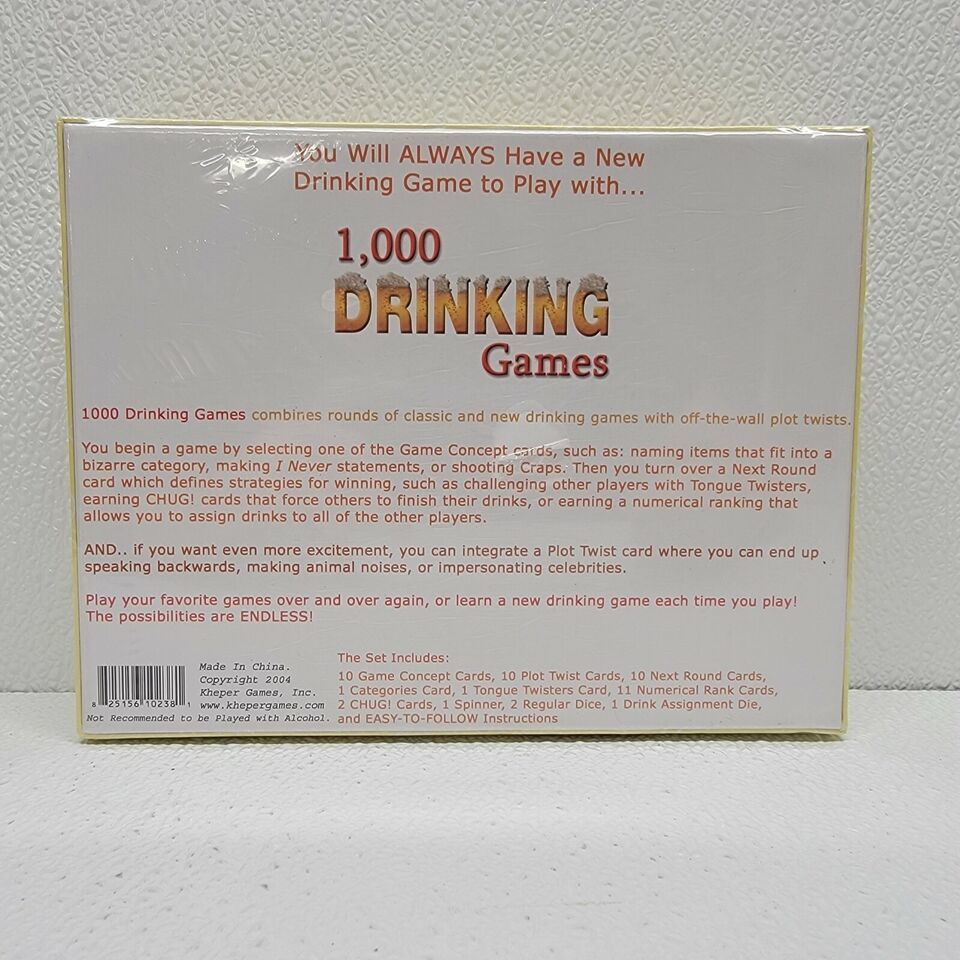 You Will ALWAYS Have a New
Drinking Game to Play with...
1,000
DRINKING
Games
1000 Drinking Games combines rounds of classic and new drinking games with off-the-wall plot twists.
You begin a game by selecting one of the Game Concept cards, such as: naming items that fit into a
bizarre category, making I Never statements, or shooting Craps. Then you turn over a Next Round
card which defines strategies for winning, such as challenging other players with Tongue Twisters,
earning CHUG! cards that force others to finish their drinks, or earning a numerical ranking that
allows you to assign drinks to all of the other players.
AND.. if you want even more excitement, you can integrate a Plot Twist card where you can end up
speaking backwards, making animal noises, or impersonating celebrities.
Play your favorite games over and over again, or learn a new drinking game each time you play!
The possibilities are ENDLESS!
Made In China.
Copyright 2004
Kheper Games, Inc.
www.khepergames.com
8 25156 10238 1
Not Recommended to be Played with Alcohol.
The Set Includes:
10 Game Concept Cards, 10 Plot Twist Cards, 10 Next Round Cards,
1 Categories Card, 1 Tongue Twisters Card, 11 Numerical Rank Cards,
2 CHUG! Cards, 1 Spinner, 2 Regular Dice, 1 Drink Assignment Die,
and EASY-TO-FOLLOW Instructions